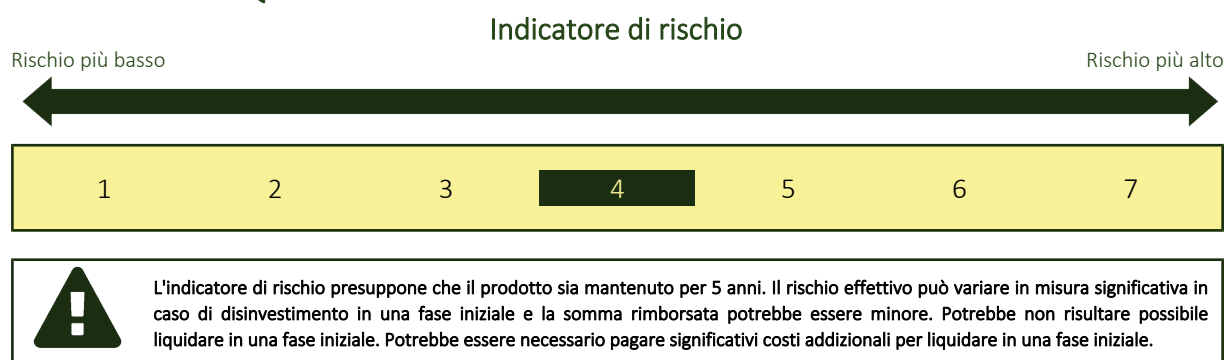 Indicatore di rischio
Rischio più basso Rischio più alto
1 2 3 4 5 6 7
L'indicatore di rischio presuppone che il prodotto sia mantenuto per 5 anni. Il rischio effettivo può variare in misura significativa in
caso di disinvestimento in una fase iniziale e la somma rimborsata potrebbe essere minore. Potrebbe non risultare possibile
liquidare in una fase iniziale. Potrebbe essere necessario pagare significativi costi addizionali per liquidare in una fase iniziale.